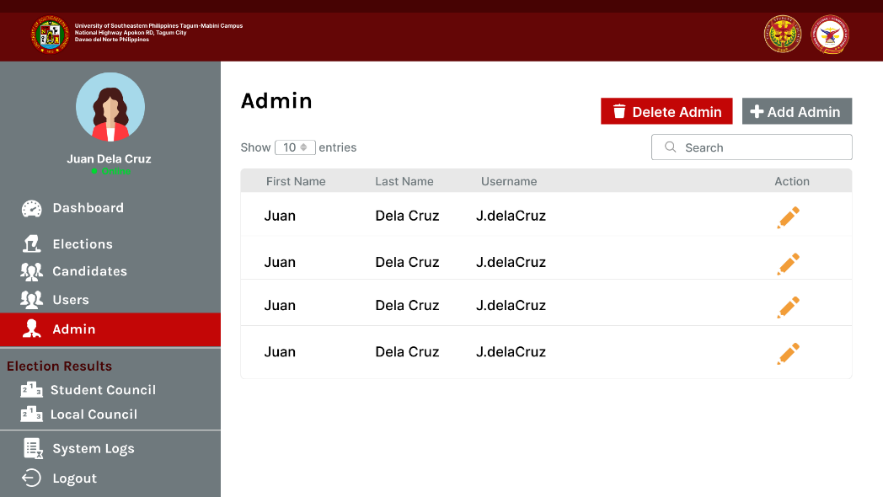 University of Southeastern Philippines Tagum-Mabini Campus
National Highway Apokon RD, Tagum City
Davao del Norte Philippines
Juan Dela Cruz
Online
Dashboard
Elections
Candidates
Users
Admin
Election Results
Student Council
Local Council
System Logs
Logout
Admin
Delete Admin
Add Admin
Show 10 entries
Search
First Name Last Name Username Action
Juan Dela Cruz J.delaCruz
Juan Dela Cruz J.delaCruz
Juan Dela Cruz J.delaCruz
Juan Dela Cruz J.delaCruz